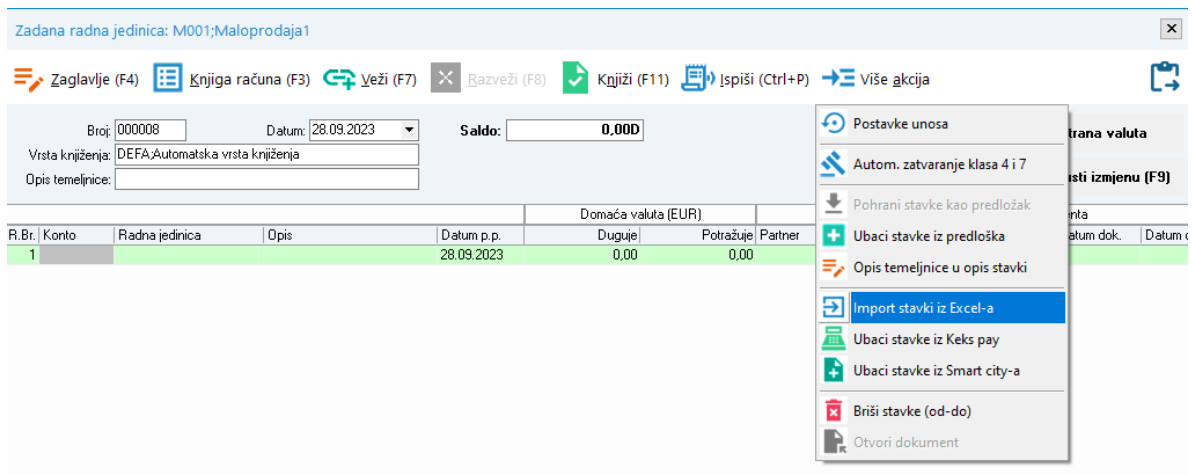 Zadana radna jedinica: M001;Maloprodaja1
Zaglavlje (F4) Knjiga računa (F3) Veži (F7) Razveži (F8) Knjiži (F11) Ispiši (Ctrl+P) Više akcija
Broj: 000008 Datum: 28.09.2023 Saldo: 0,00D
Vrsta knjiženja: DEFA;Automatska vrsta knjiženja
Opis temeljnice:
trana valuta
usti izmjenu (F9)
Domaća valuta (EUR) enta
R.Br. Konto Radna jedinica Opis Datum p.p. Duguje Potražuje Partner atum dok. Datum
1 28.09.2023 0,00 0,00
Postavke unosa
Autom. zatvaranje klasa 4 i 7
Pohrani stavke kao predložak
Ubaci stavke iz predloška
Opis temeljnice u opis stavki
Import stavki iz Excel-a
Ubaci stavke iz Keks pay
Ubaci stavke iz Smart city-a
Briši stavke (od-do)
Otvori dokument